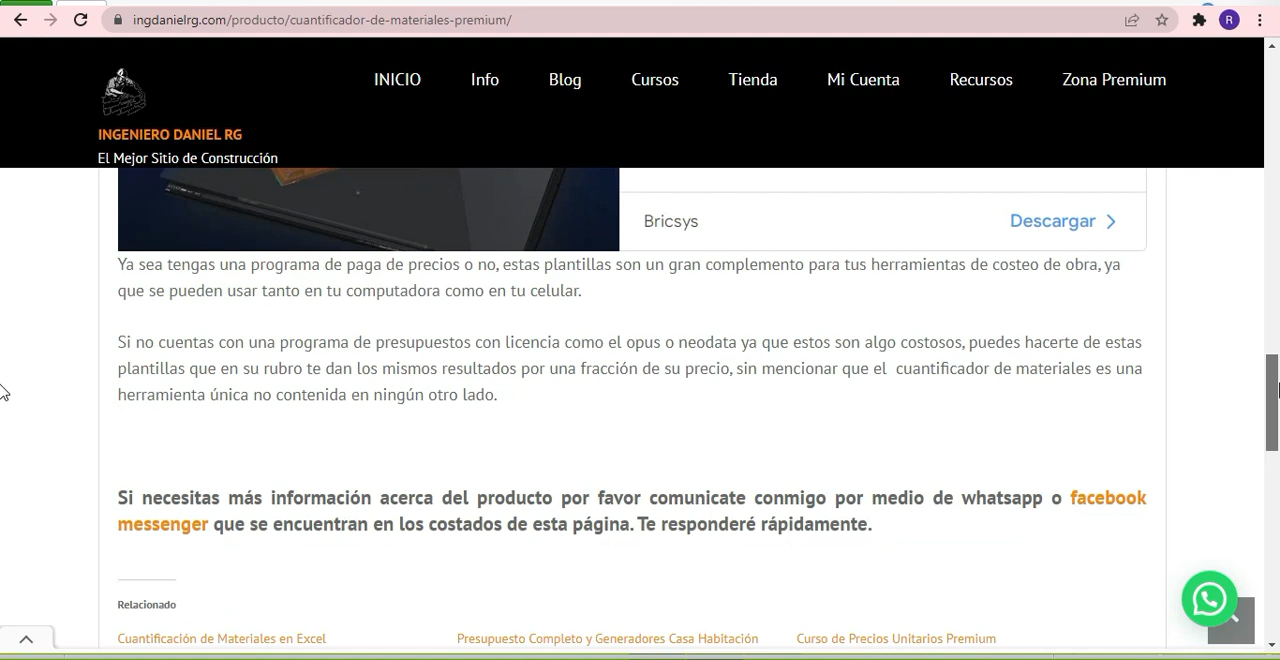 ingdanielrg.com/producto/cuantificador-de-materiales-premium/
R
INICIO Info Blog Cursos Tienda Mi Cuenta Recursos Zona Premium
INGENIERO DANIEL RG
El Mejor Sitio de Construcción
Bricsys Descargar
Ya sea tengas una programa de paga de precios o no, estas plantillas son un gran complemento para tus herramientas de costeo de obra, ya
que se pueden usar tanto en tu computadora como en tu celular.
Si no cuentas con una programa de presupuestos con licencia como el opus o neodata ya que estos son algo costosos, puedes hacerte de estas
plantillas que en su rubro te dan los mismos resultados por una fracción de su precio, sin mencionar que el cuantificador de materiales es una
herramienta única no contenida en ningún otro lado.
Si necesitas más información acerca del producto por favor comunicate conmigo por medio de whatsapp o facebook
messenger que se encuentran en los costados de esta página. Te responderé rápidamente.
Relacionado
Cuantificación de Materiales en Excel Presupuesto Completo y Generadores Casa Habitación Curso de Precios Unitarios Premium